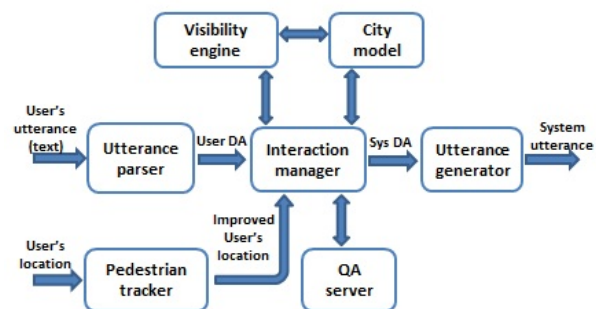 Visibility
engine
City
model
User's
utterance
(text)
Utterance
parser
User DA
Interaction
manager
Sys DA
Utterance
generator
System
utterance
User's
location
Pedestrian
tracker
Improved
User's
location
QA
server